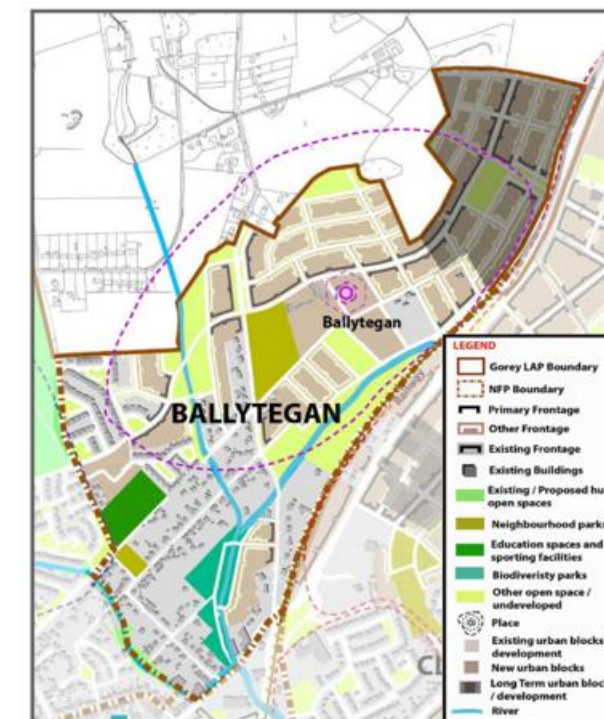 Ballytegan
BALLYTEGAN
LEGEND
Gorey LAP Boundary
NFP Boundary
Primary Frontage
Other Frontage
Existing Frontage
Existing Buildings
Existing / Proposed hu
open spaces
Neighbourhood parks
Education spaces and
sporting facilities
Biodiveristy parks
Other open space /
undeveloped
Place
Existing urban blocks
development
New urban blocks
Long Term urban bloc
/ development
River
CL